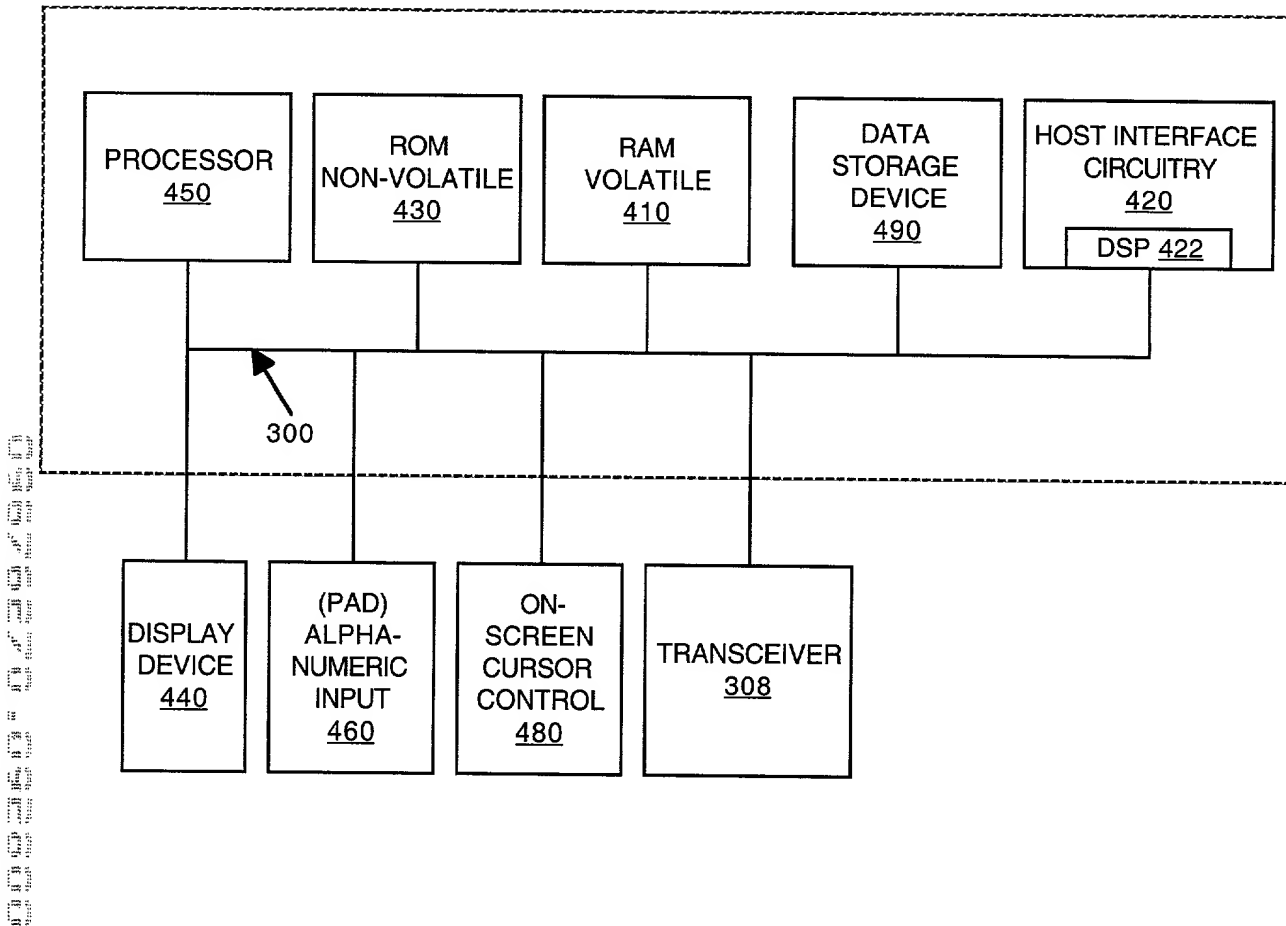 PROCESSOR
450
ROM
NON-VOLATILE
430
RAM
VOLATILE
410
DATA
STORAGE
DEVICE
490
HOST INTERFACE
CIRCUITRY
420
DSP 422
300
DISPLAY
DEVICE
440
(PAD)
ALPHA-
NUMERIC
INPUT
460
ON-
SCREEN
CURSOR
CONTROL
480
TRANSCEIVER
308